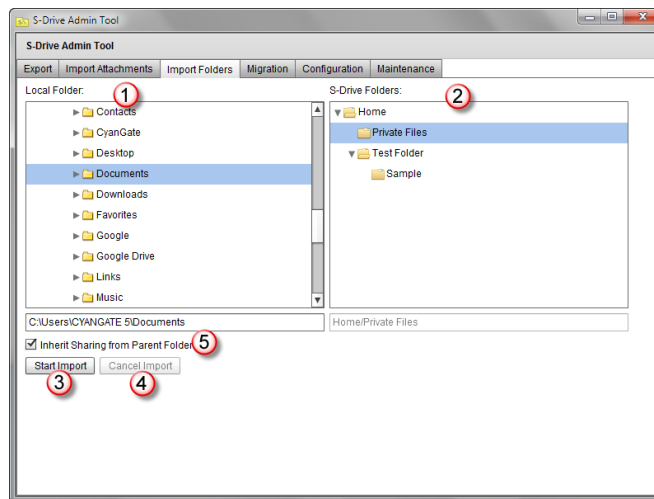 S-Drive Admin Tool
S-Drive Admin Tool
Export Import Attachments Import Folders Migration Configuration Maintenance
Local Folder: S-Drive Folders:
1 2
Contacts Home
CyanGate Private Files
Desktop Test Folder
Documents Sample
Downloads
Favorites
Google
Google Drive
Links
Music
C:\Users\CYANGATE 5\Documents Home/Private Files
Inherit Sharing from Parent Folder 5
Start Import Cancel Import
3 4